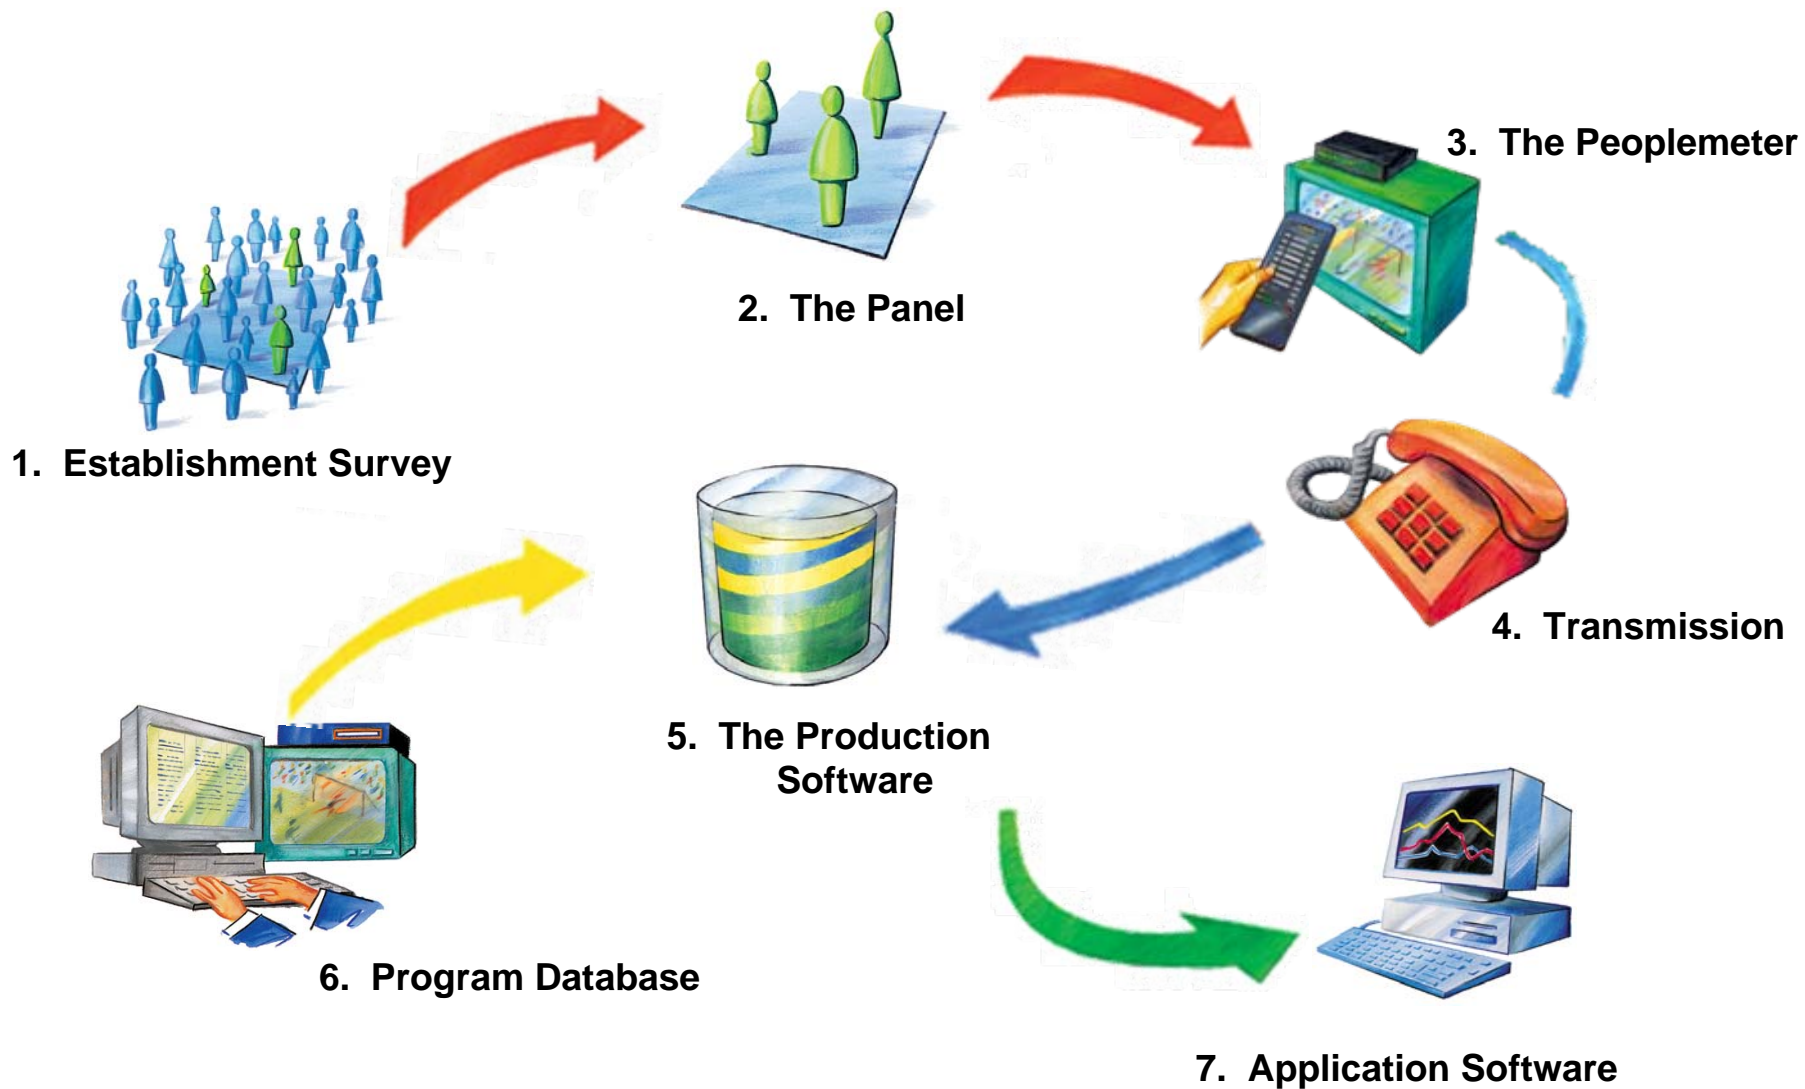 1. Establishment Survey
2. The Panel
3. The Peoplemeter
4. Transmission
5. The Production
Software
6. Program Database
7. Application Software